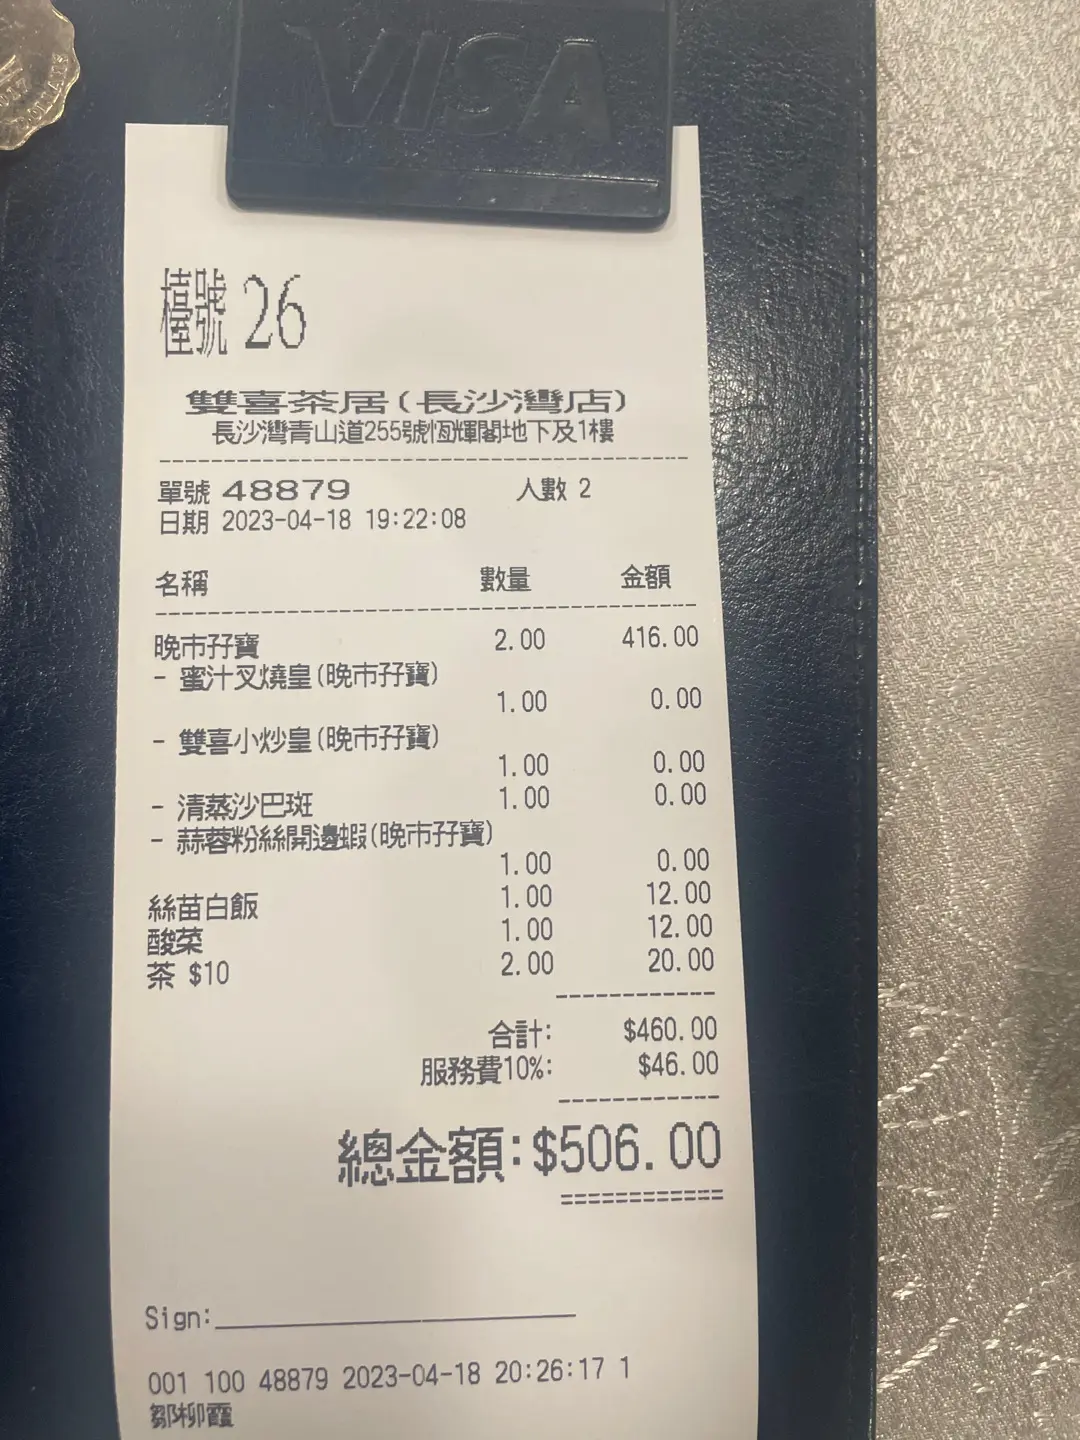 VISA
2017
DOLLARS
檯號 26
雙喜茶居(長沙灣店)
長沙灣青山道255號恆輝閣地下及1樓
單號 48879 人數 2
日期 2023-04-18 19:22:08
名稱 數量 金額
晚市孖寶 2.00 416.00
- 蜜汁叉燒皇(晚市孖寶)
1.00 0.00
- 雙喜小炒皇(晚市孖寶)
1.00 0.00
- 清蒸沙巴斑 1.00 0.00
- 蒜蓉粉絲開邊蝦(晚市孖寶)
1.00 0.00
絲苗白飯 1.00 12.00
酸菜 1.00 12.00
茶 $10 2.00 20.00
合計: $460.00
服務費10%: $46.00
總金額:$506.00
Sign:
001 100 48879 2023-04-18 20:26:17 1
鄒柳霞